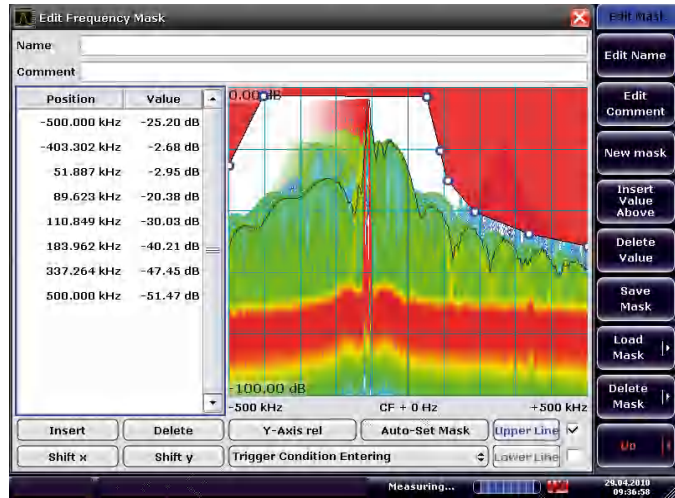 Edit Frequency Mask
Edit Mask
Name
Comment
Edit Name
Edit Comment
New mask
Insert Value Above
Delete Value
Save Mask
Load Mask
Delete Mask
Up
Position Value
-500.000 kHz -25.20 dB
-403.302 kHz -2.68 dB
51.887 kHz -2.95 dB
89.623 kHz -20.38 dB
110.849 kHz -30.03 dB
183.962 kHz -40.21 dB
337.264 kHz -47.45 dB
500.000 kHz -51.47 dB
0.00 dB
-100.00 dB
-500 kHz CF + 0 Hz +500 kHz
Insert Delete Y-Axis rel Auto-Set Mask Upper Line
Shift x Shift y Trigger Condition Entering Lower Line
Measuring...
29.04.2010
09:36:58